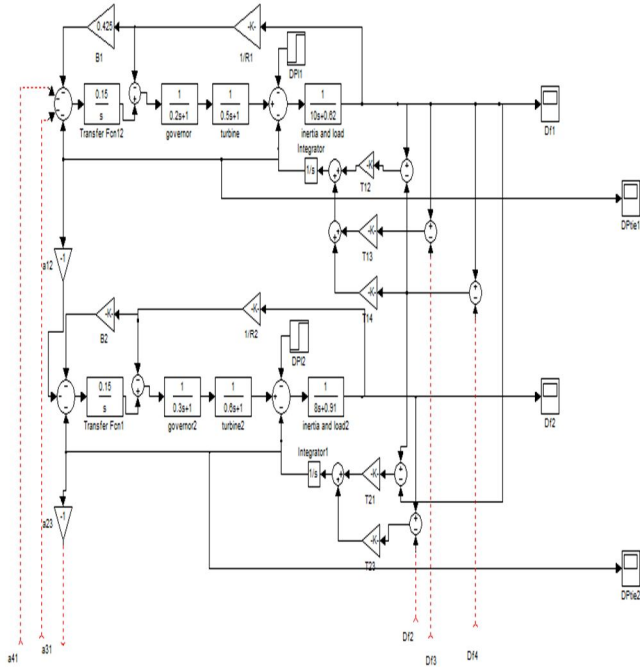 0.425
-K-
B1
1/R1
DPl1
0.15
s
1
0.2s+1
1
0.5s+1
1
10s+0.62
Transfer Fcn12
governor
turbine
inertia and load
Df1
Integrator
1/s
-K-
T12
DPtie1
-K-
T13
-1
a12
-K-
T14
-K-
B2
-K-
1/R2
DPl2
0.15
s
1
0.3s+1
1
0.6s+1
1
8s+0.91
Transfer Fcn1
governor2
turbine2
inertia and load2
Df2
Integrator1
1/s
-K-
T21
-1
a23
-K-
T23
DPtie2
Df2
Df3
Df4
a41
a31